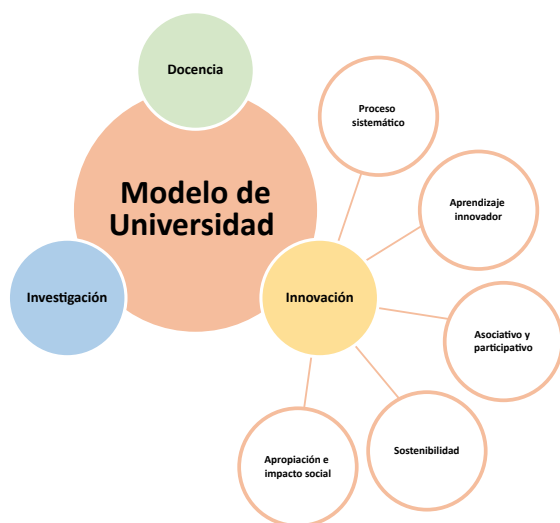 Docencia
Proceso
sistemático
Modelo de
Universidad
Aprendizaje
innovador
Investigación
Innovación
Asociativo y
participativo
Sostenibilidad
Apropiación e
impacto social